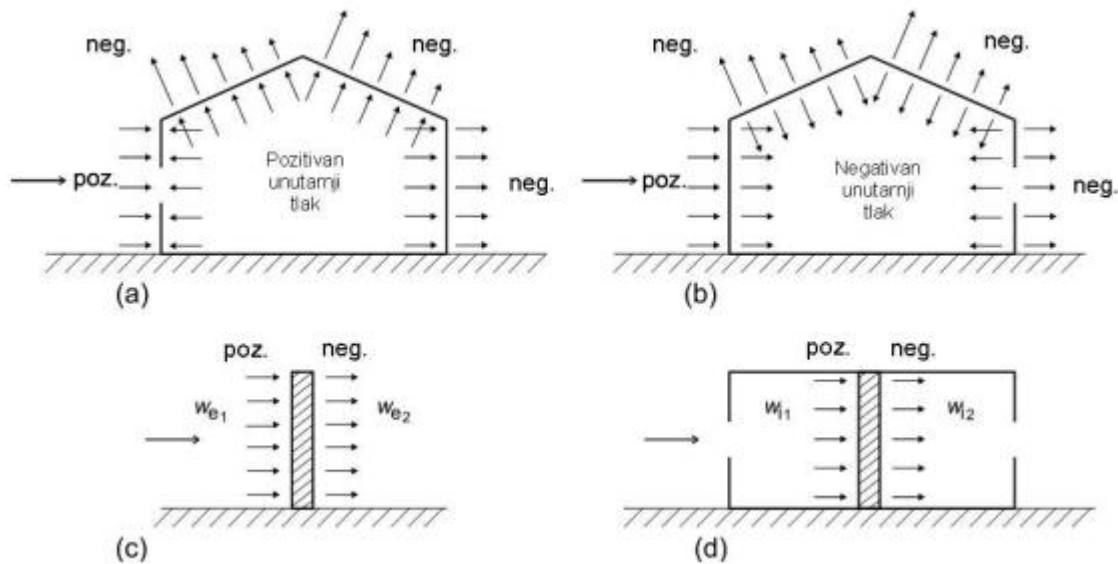 neg.
neg.
poz.
Pozitivan
unutarnji
tlak
neg.
(a)
neg.
neg.
poz.
Negativan
unutarnji
tlak
neg.
(b)
poz.
neg.
we1
we2
(c)
poz.
neg.
wi1
wi2
(d)